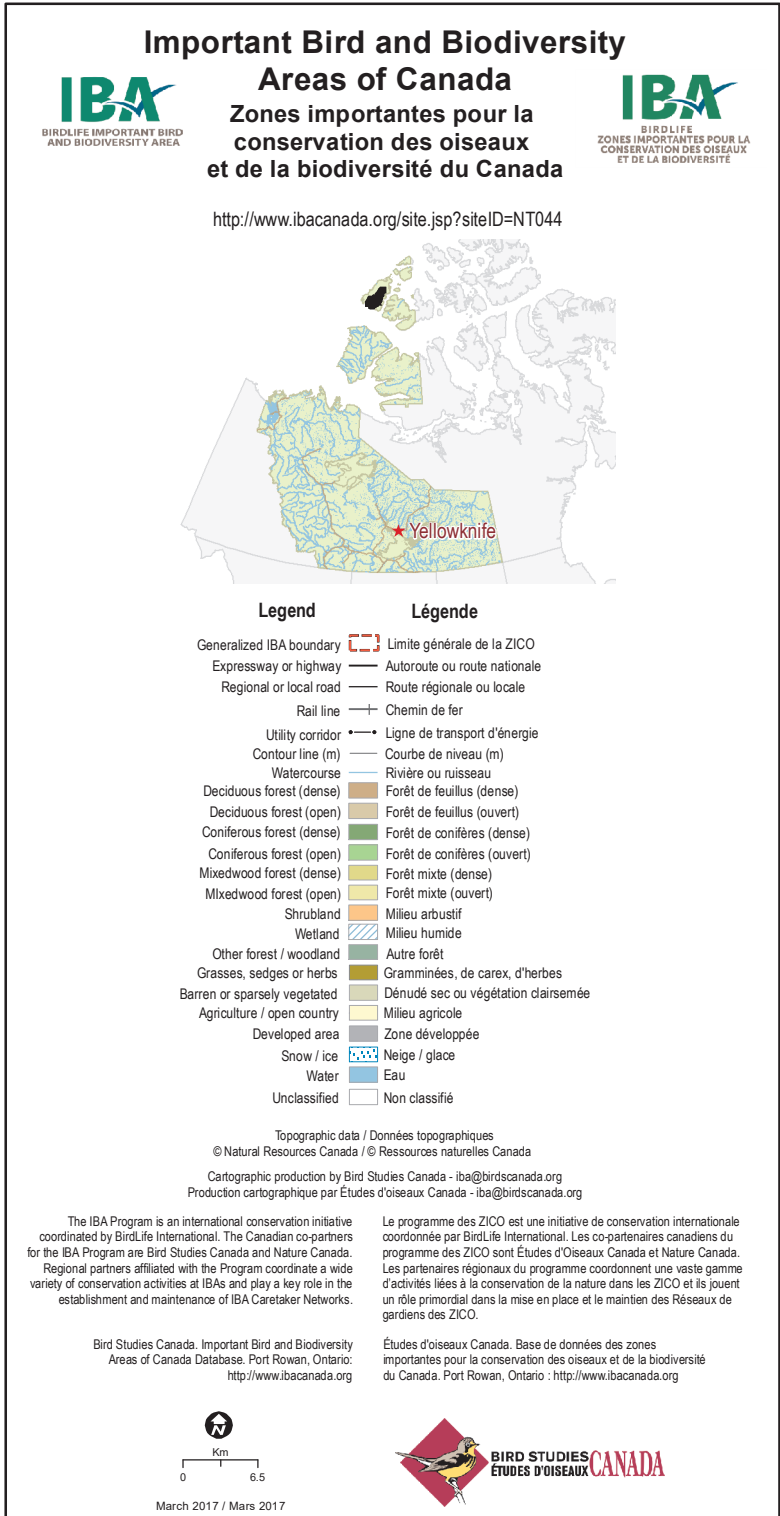 Important Bird and Biodiversity
Areas of Canada
Zones importantes pour la
conservation des oiseaux
et de la biodiversité du Canada
IBA
BIRDLIFE IMPORTANT BIRD
AND BIODIVERSITY AREA
IBA
BIRDLIFE
ZONES IMPORTANTES POUR LA
CONSERVATION DES OISEAUX
ET DE LA BIODIVERSITÉ
http://www.ibacanada.org/site.jsp?siteID=NT044
Yellowknife
Legend Légende
Generalized IBA boundary Limite générale de la ZICO
Expressway or highway Autoroute ou route nationale
Regional or local road Route régionale ou locale
Rail line Chemin de fer
Utility corridor Ligne de transport d'énergie
Contour line (m) Courbe de niveau (m)
Watercourse Rivière ou ruisseau
Deciduous forest (dense) Forêt de feuillus (dense)
Deciduous forest (open) Forêt de feuillus (ouvert)
Coniferous forest (dense) Forêt de conifères (dense)
Coniferous forest (open) Forêt de conifères (ouvert)
Mixedwood forest (dense) Forêt mixte (dense)
MIxedwood forest (open) Forêt mixte (ouvert)
Shrubland Milieu arbustif
Wetland Milieu humide
Other forest / woodland Autre forêt
Grasses, sedges or herbs Gramminées, de carex, d'herbes
Barren or sparsely vegetated Dénudé sec ou végétation clairsemée
Agriculture / open country Milieu agricole
Developed area Zone développée
Snow / ice Neige / glace
Water Eau
Unclassified Non classifié
Topographic data / Données topographiques
© Natural Resources Canada / © Ressources naturelles Canada
Cartographic production by Bird Studies Canada - iba@birdscanada.org
Production cartographique par Études d'oiseaux Canada - iba@birdscanada.org
The IBA Program is an international conservation initiative
coordinated by BirdLife International. The Canadian co-partners
for the IBA Program are Bird Studies Canada and Nature Canada.
Regional partners affiliated with the Program coordinate a wide
variety of conservation activities at IBAs and play a key role in the
establishment and maintenance of IBA Caretaker Networks.
Le programme des ZICO est une initiative de conservation internationale
coordonnée par BirdLife International. Les co-partenaires canadiens du
programme des ZICO sont Études d'Oiseaux Canada et Nature Canada.
Les partenaires régionaux du programme coordonnent une vaste gamme
d'activités liées à la conservation de la nature dans les ZICO et ils jouent
un rôle primordial dans la mise en place et le maintien des Réseaux de
gardiens des ZICO.
Bird Studies Canada. Important Bird and Biodiversity
Areas of Canada Database. Port Rowan, Ontario:
http://www.ibacanada.org
Études d'oiseaux Canada. Base de données des zones
importantes pour la conservation des oiseaux et de la biodiversité
du Canada. Port Rowan, Ontario : http://www.ibacanada.org
N
Km
0 6.5
March 2017 / Mars 2017
BIRD STUDIES
ÉTUDES D'OISEAUX CANADA